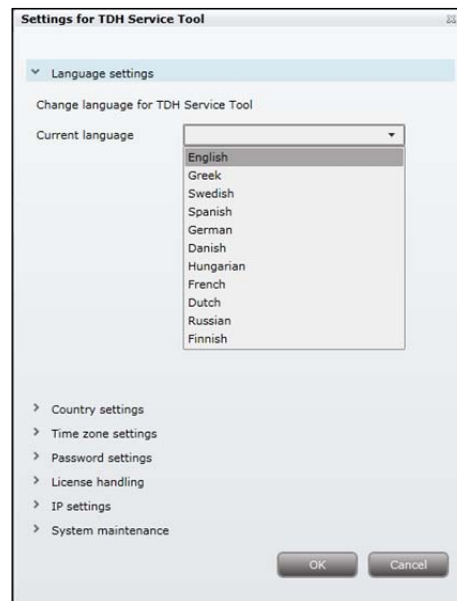 Settings for TDH Service Tool
Language settings
Change language for TDH Service Tool
Current language
English
Greek
Swedish
Spanish
German
Danish
Hungarian
French
Dutch
Russian
Finnish
Country settings
Time zone settings
Password settings
License handling
IP settings
System maintenance
OK Cancel